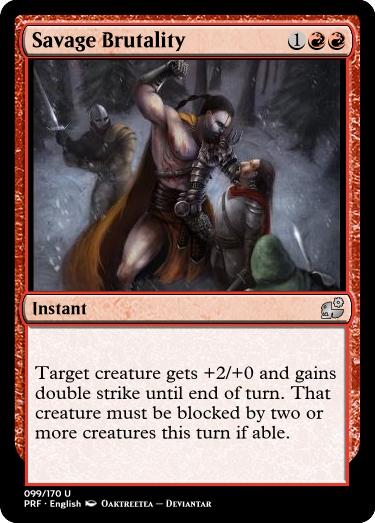 Savage Brutality 1
Instant
Target creature gets +2/+0 and gains
double strike until end of turn. That
creature must be blocked by two or
more creatures this turn if able.
099/170 U
PRF • English Oaktreetea — Deviantar